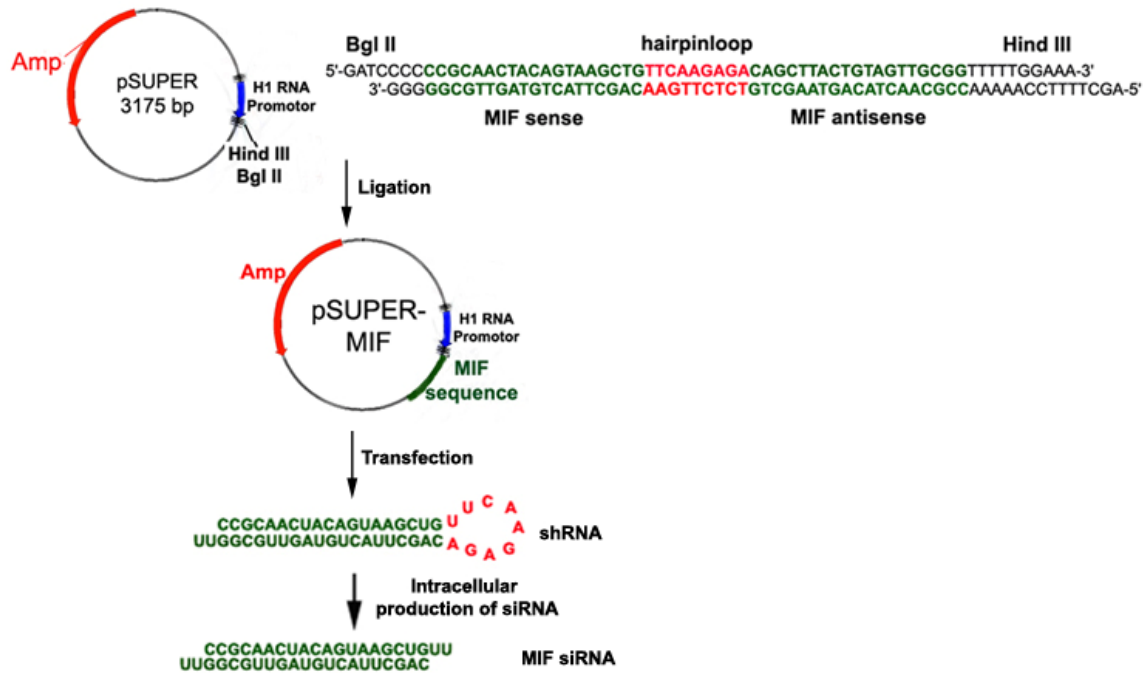 Amp
pSUPER
3175 bp
H1 RNA
Promotor
Hind III
Bgl II
Bgl II
hairpinloop
Hind III
5'-GATCCCCCCGCAACTACAGTAAGCTGTTCAAGAGACAGCTTACTGTAGTTGCGGTTTTTGGAAA-3'
3'-GGGGGCGTTGATGTCATTCGACAAGTTCTCTGTCGAATGACATCAACGCCAAAAACCTTTTCGA-5'
MIF sense
MIF antisense
Ligation
Amp
pSUPER-
MIF
H1 RNA
Promotor
MIF
sequence
Transfection
CCGCAACUACAGUAAGCUGUUCAAGAGA
UUGGCGUUGAUGUCAUUCGAC
shRNA
Intracellular
production of siRNA
CCGCAACUACAGUAAGCUGUU
UUGGCGUUGAUGUCAUUCGAC
MIF siRNA